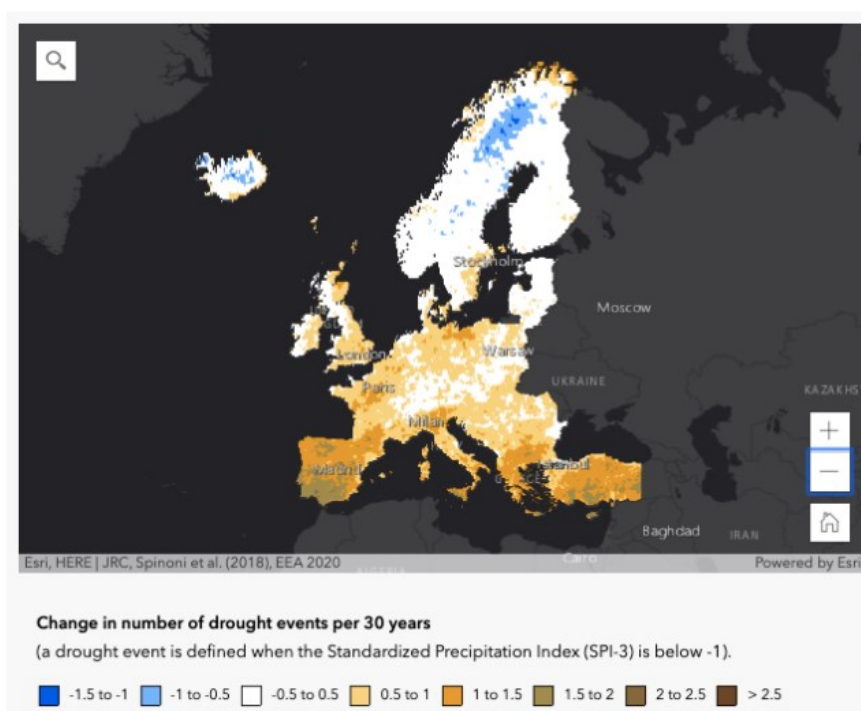 Stockholm
Moscow
London
Warsaw
Paris
UKRAINE
KAZAKHST
Milan
Madrid
Istanbul
Baghdad
IRAN
Cairo
ALGERIA
Esri, HERE | JRC, Spinoni et al. (2018), EEA 2020
Powered by Esri
Change in number of drought events per 30 years
(a drought event is defined when the Standardized Precipitation Index (SPI-3) is below -1).
-1.5 to -1 -1 to -0.5 -0.5 to 0.5 0.5 to 1 1 to 1.5 1.5 to 2 2 to 2.5 > 2.5